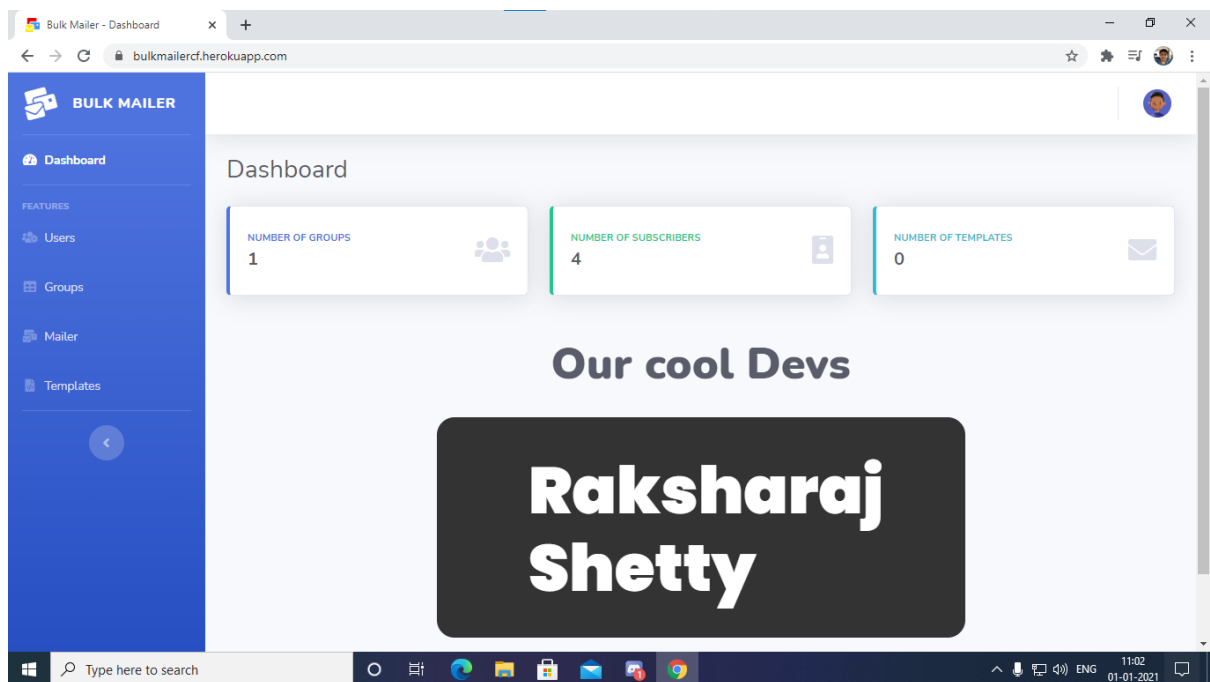 Bulk Mailer - Dashboard
bulkmailercf.herokuapp.com
BULK MAILER
Dashboard
FEATURES
Users
Groups
Mailer
Templates
Dashboard
NUMBER OF GROUPS
1
NUMBER OF SUBSCRIBERS
4
NUMBER OF TEMPLATES
0
Our cool Devs
Raksharaj
Shetty
Type here to search
ENG
11:02
01-01-2021